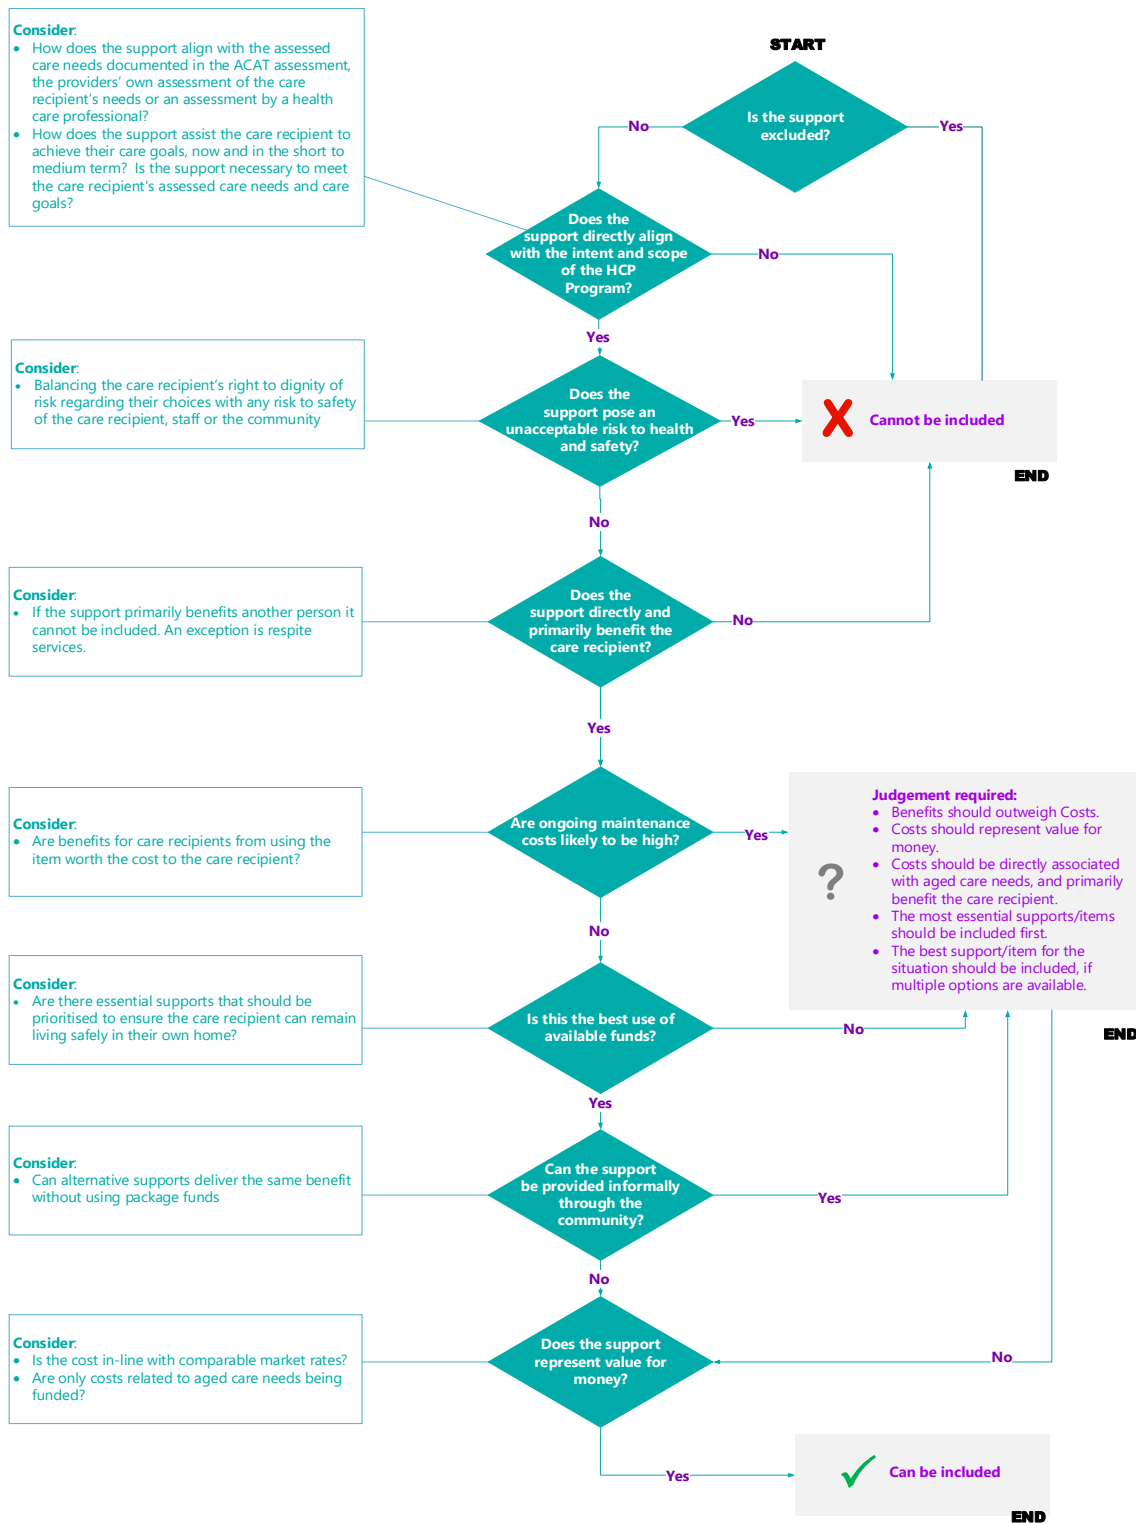 START
Is the support
excluded?
No
Yes
Consider:
• How does the support align with the assessed
care needs documented in the ACAT assessment,
the providers’ own assessment of the care
recipient's needs or an assessment by a health
care professional?
• How does the support assist the care recipient to
achieve their care goals, now and in the short to
medium term?  Is the support necessary to meet
the care recipient's assessed care needs and care
goals?
Does the
support directly align
with the intent and scope
of the HCP
Program?
No
Yes
Consider:
• Balancing the care recipient’s right to dignity of
risk regarding their choices with any risk to safety
of the care recipient, staff or the community
Does the
support pose an
unacceptable risk to health
and safety?
Yes
X
Cannot be included
END
No
Consider:
• If the support primarily benefits another person it
cannot be included. An exception is respite
services.
Does the
support directly and
primarily benefit the
care recipient?
No
Yes
Consider:
• Are benefits for care recipients from using the
item worth the cost to the care recipient?
Are ongoing maintenance
costs likely to be high?
Yes
?
Judgement required:
• Benefits should outweigh Costs.
• Costs should represent value for
money.
• Costs should be directly associated
with aged care needs, and primarily
benefit the care recipient.
• The most essential supports/items
should be included first.
• The best support/item for the
situation should be included, if
multiple options are available.
END
No
Consider:
• Are there essential supports that should be
prioritised to ensure the care recipient can remain
living safely in their own home?
Is this the best use of
available funds?
No
Yes
Consider:
• Can alternative supports deliver the same benefit
without using package funds
Can the support
be provided informally
through the
community?
Yes
No
Consider:
• Is the cost in-line with comparable market rates?
• Are only costs related to aged care needs being
funded?
Does the support
represent value for
money?
No
Yes
Can be included
END